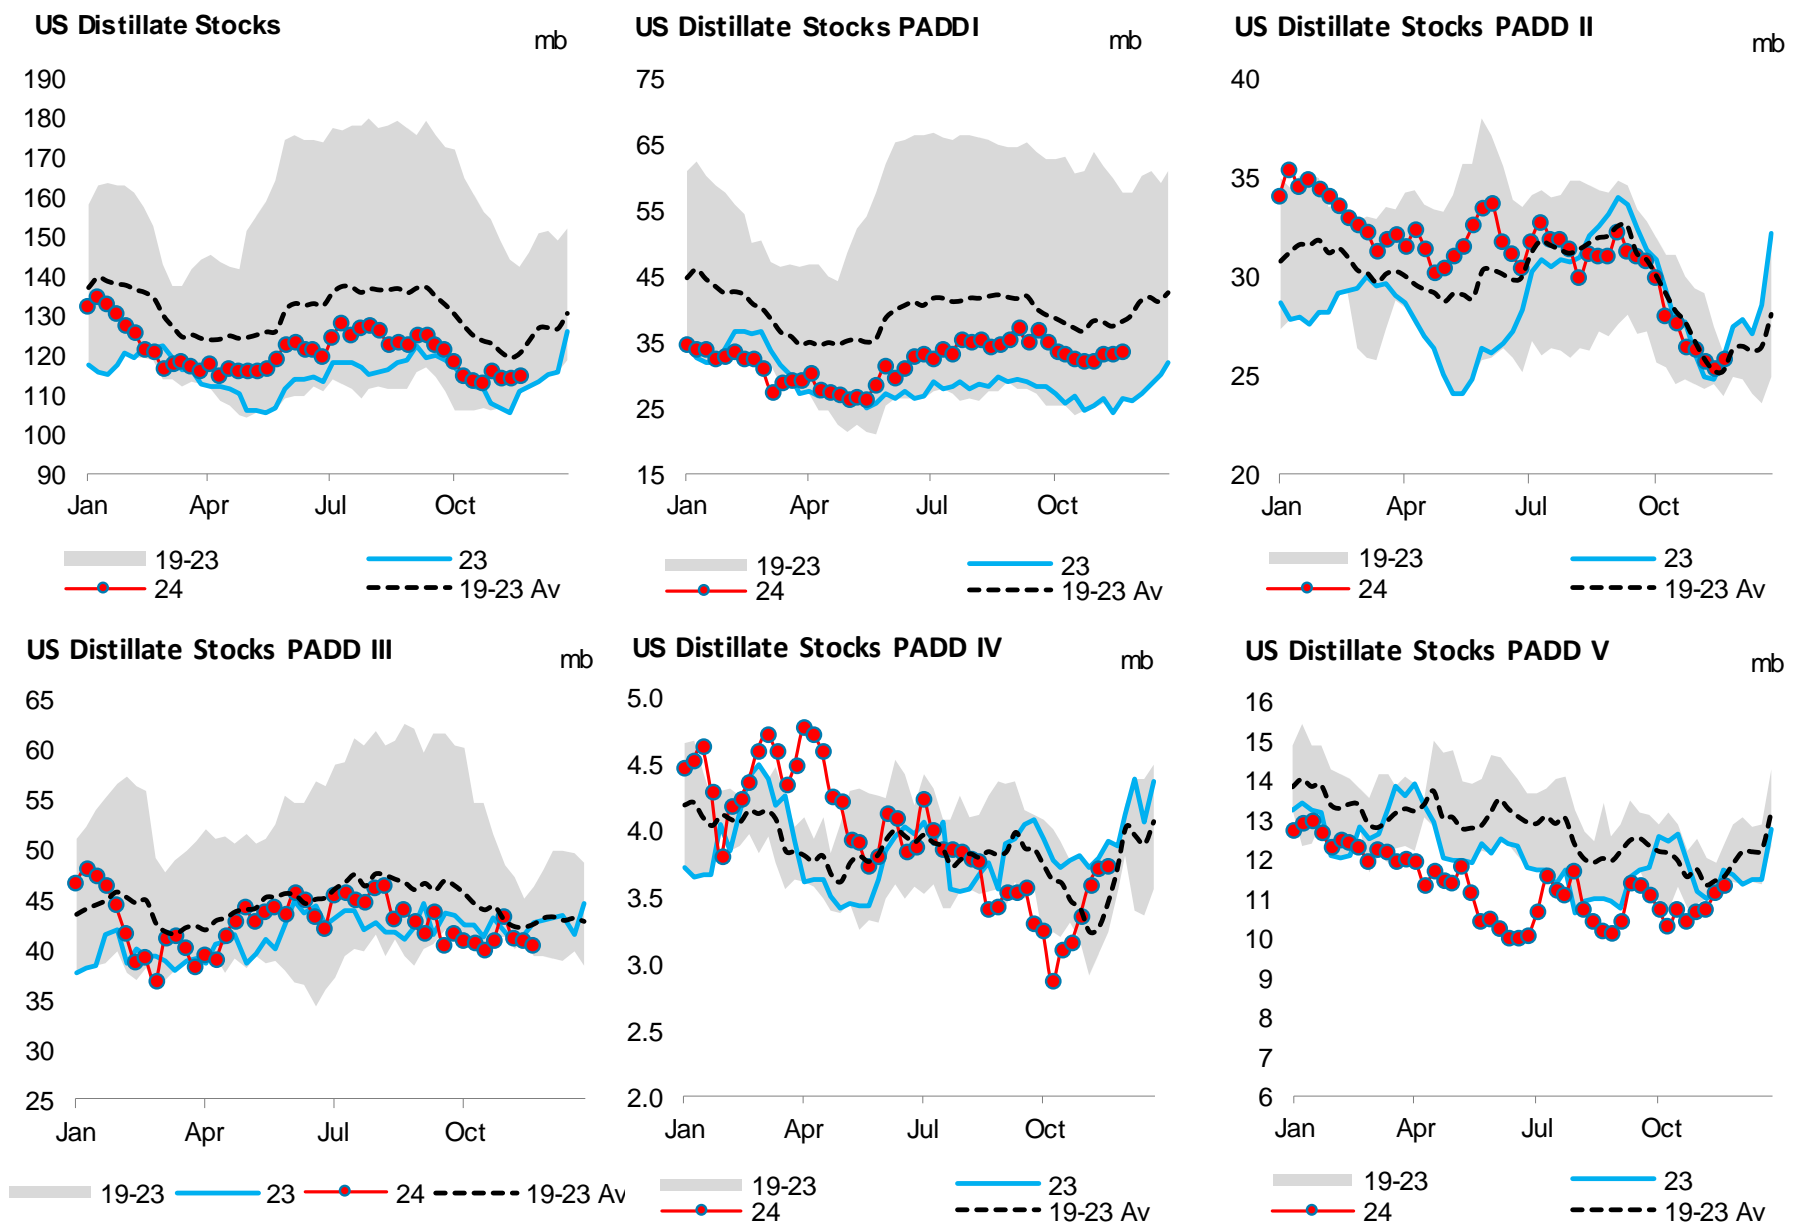 US Distillate Stocks
mb
190
180
170
160
150
140
130
120
110
100
90
Jan Apr Jul Oct
19-23 23
24 19-23 Av
US Distillate Stocks PADD I
mb
75
65
55
45
35
25
15
Jan Apr Jul Oct
19-23 23
24 19-23 Av
US Distillate Stocks PADD II
mb
40
35
30
25
20
Jan Apr Jul Oct
19-23 23
24 19-23 Av
US Distillate Stocks PADD III
mb
65
60
55
50
45
40
35
30
25
Jan Apr Jul Oct
19-23 23 24 19-23 Av
US Distillate Stocks PADD IV
mb
5.0
4.5
4.0
3.5
3.0
2.5
2.0
Jan Apr Jul Oct
19-23 23
24 19-23 Av
US Distillate Stocks PADD V
mb
16
15
14
13
12
11
10
9
8
7
6
Jan Apr Jul Oct
19-23 23
24 19-23 Av